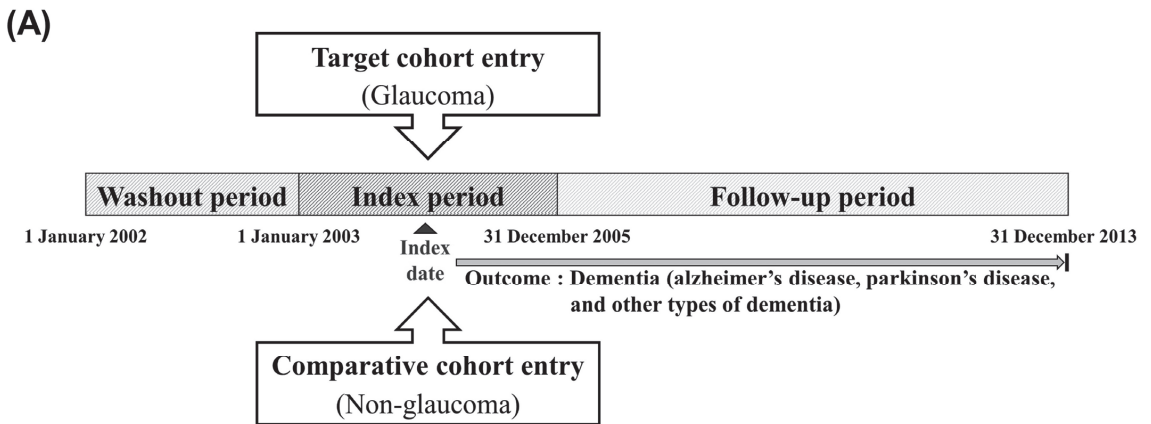 (A)
Target cohort entry
(Glaucoma)
Washout period
Index period
Follow-up period
1 January 2002
1 January 2003
31 December 2005
31 December 2013
Index
date
Outcome : Dementia (alzheimer's disease, parkinson's disease,
and other types of dementia)
Comparative cohort entry
(Non-glaucoma)